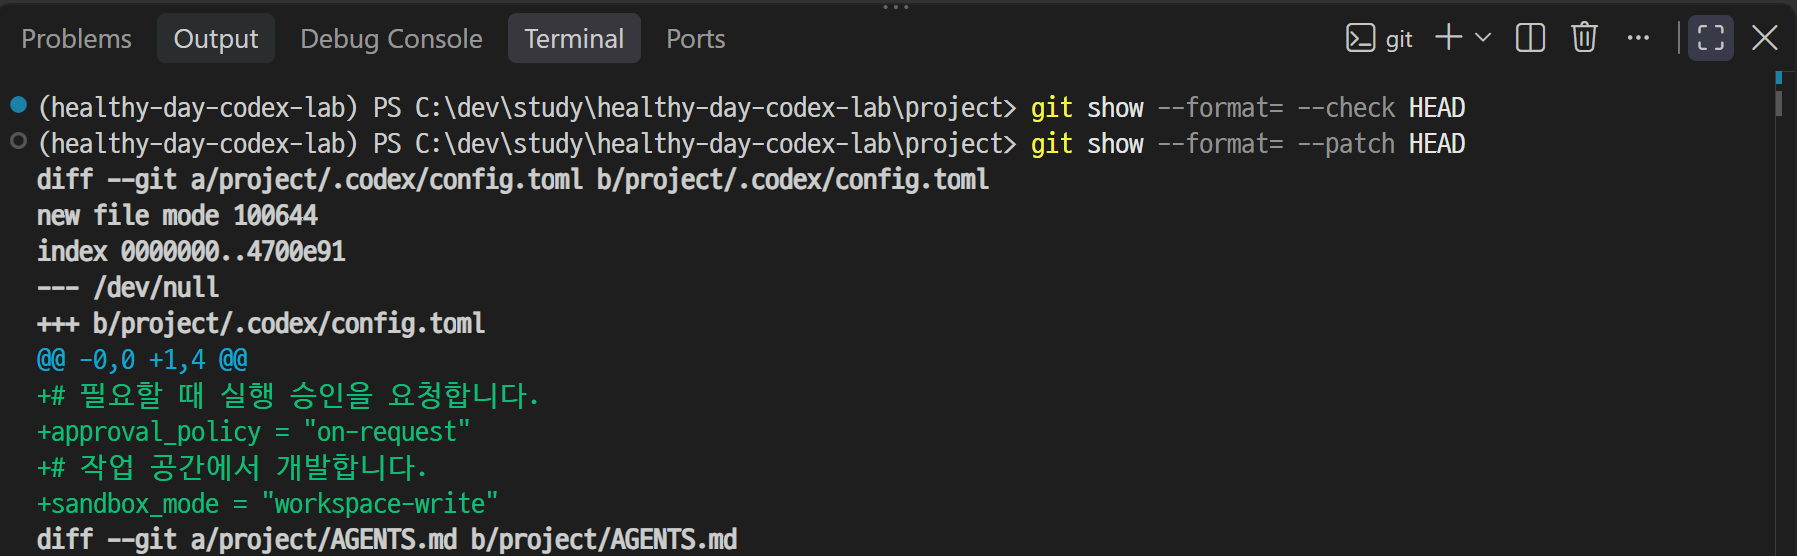 Problems Output Debug Console Terminal Ports git
(healthy-day-codex-lab) PS C:\dev\study\healthy-day-codex-lab\project> git show --format= --check HEAD
(healthy-day-codex-lab) PS C:\dev\study\healthy-day-codex-lab\project> git show --format= --patch HEAD
diff --git a/project/.codex/config.toml b/project/.codex/config.toml
new file mode 100644
index 0000000..4700e91
--- /dev/null
+++ b/project/.codex/config.toml
@@ -0,0 +1,4 @@
+# 필요할 때 실행 승인을 요청합니다.
+approval_policy = "on-request"
+# 작업 공간에서 개발합니다.
+sandbox_mode = "workspace-write"
diff --git a/project/AGENTS.md b/project/AGENTS.md